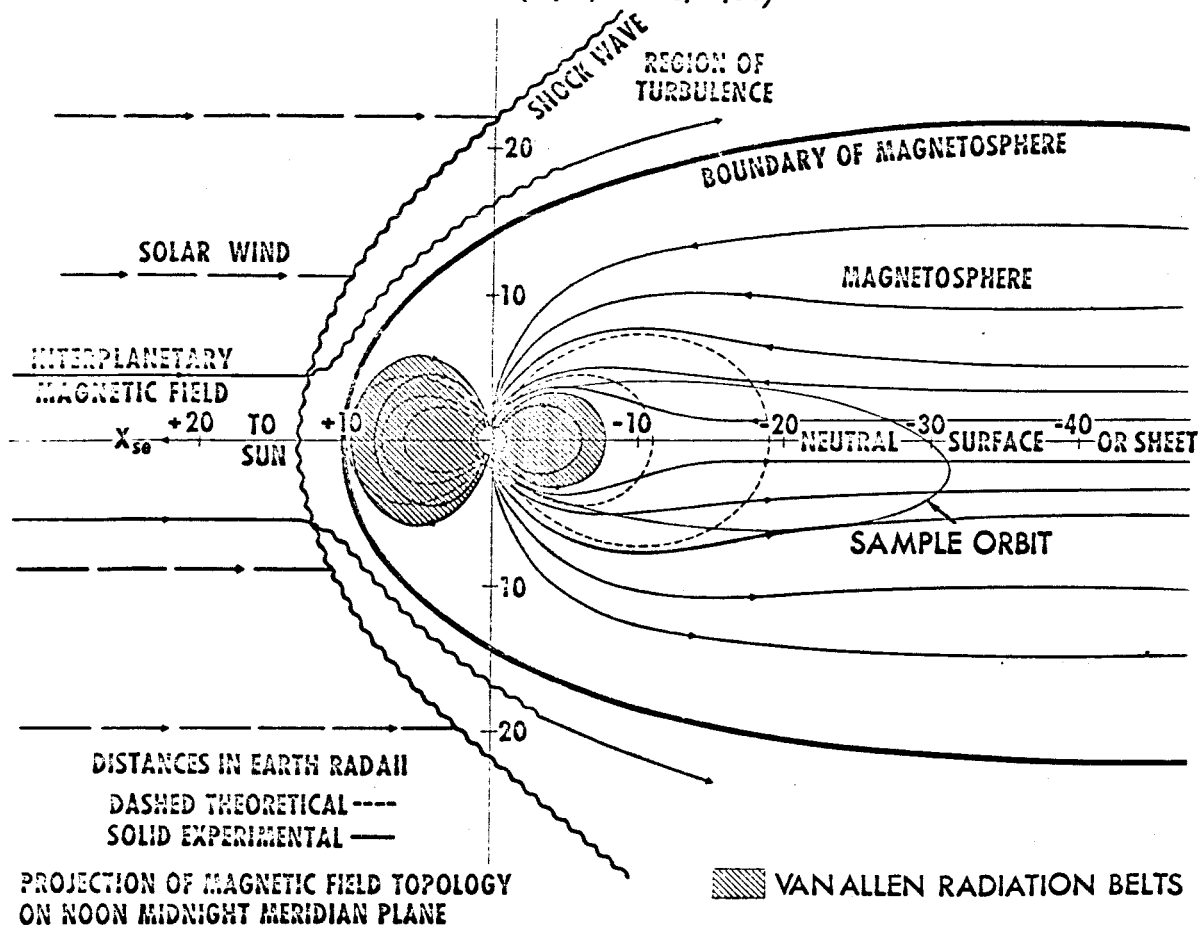 SHOCK WAVE
REGION OF
TURBULENCE
20
BOUNDARY OF MAGNETOSPHERE
SOLAR WIND
10
MAGNETOSPHERE
INTERPLANETARY
MAGNETIC FIELD
Xse
+20
TO
SUN
+10
-10
-20
NEUTRAL
-30
SURFACE
-40
OR SHEET
SAMPLE ORBIT
10
20
DISTANCES IN EARTH RADAII
DASHED THEORETICAL ----
SOLID EXPERIMENTAL —
PROJECTION OF MAGNETIC FIELD TOPOLOGY
ON NOON MIDNIGHT MERIDIAN PLANE
VAN ALLEN RADIATION BELTS